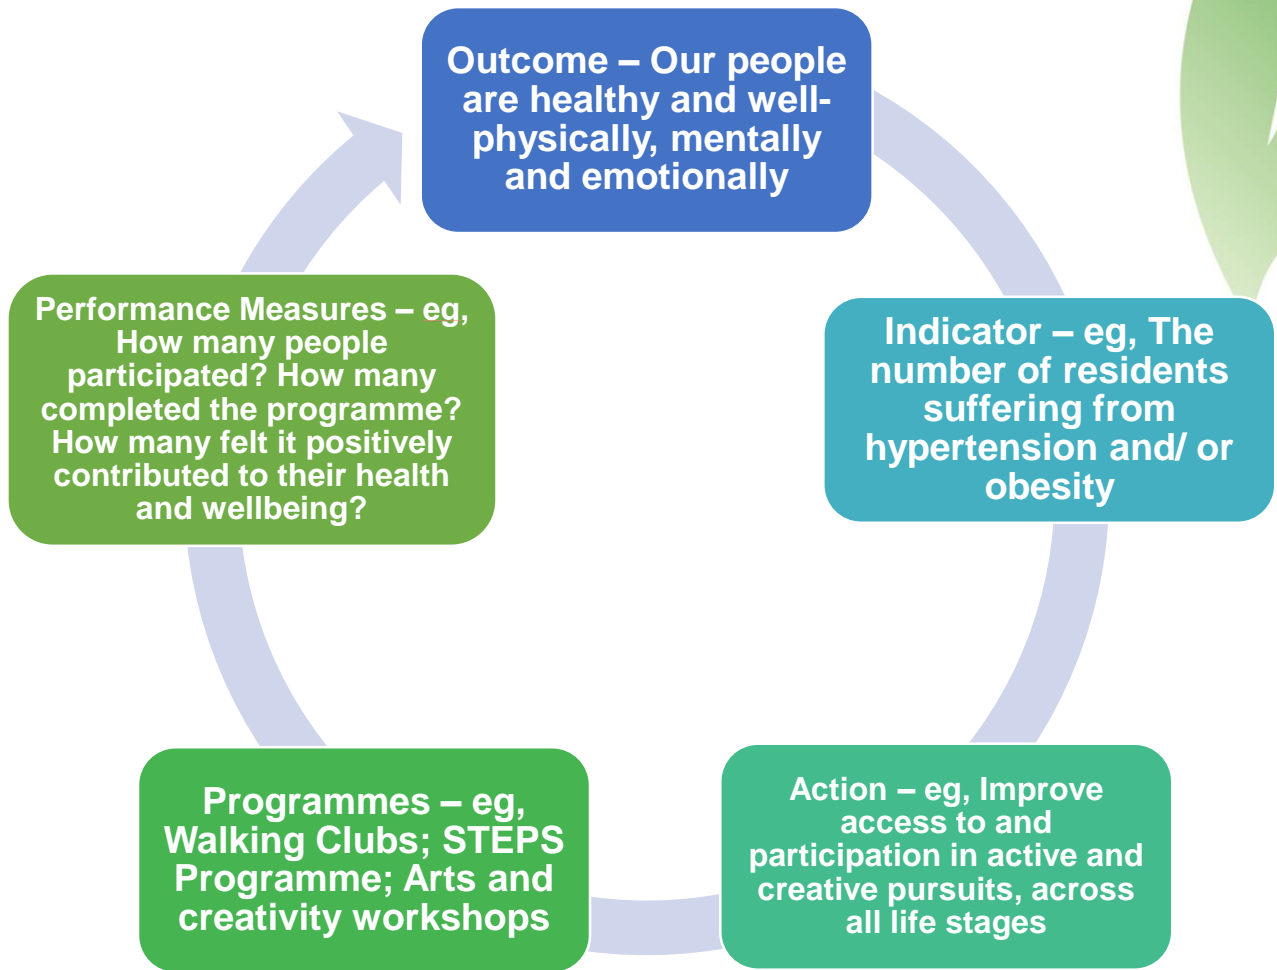 Outcome – Our people
are healthy and well-
physically, mentally
and emotionally
Indicator – eg, The
number of residents
suffering from
hypertension and/ or
obesity
Action – eg, Improve
access to and
participation in active and
creative pursuits, across
all life stages
Programmes – eg,
Walking Clubs; STEPS
Programme; Arts and
creativity workshops
Performance Measures – eg,
How many people
participated? How many
completed the programme?
How many felt it positively
contributed to their health
and wellbeing?